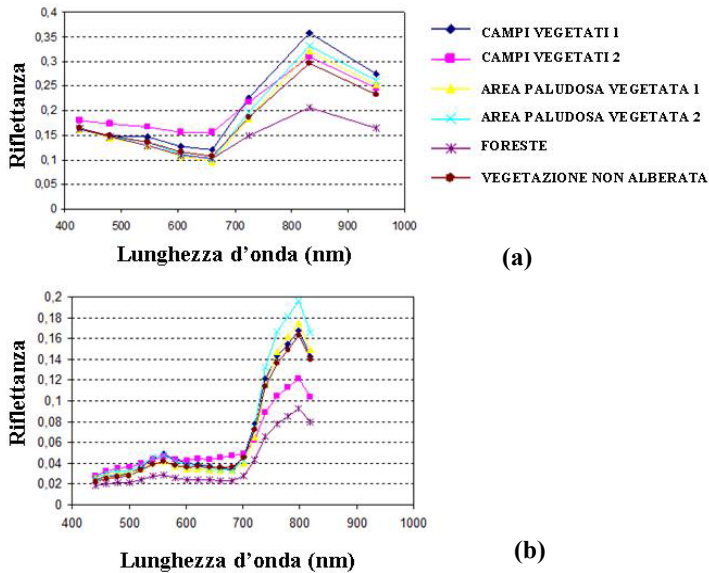 0,4
0,35
0,3
0,25
0,2
0,15
0,1
0,05
0
Riflettanza
400 500 600 700 800 900 1000
Lunghezza d'onda (nm)
(a)
CAMPI VEGETATI 1
CAMPI VEGETATI 2
AREA PALUDOSA VEGETATA 1
AREA PALUDOSA VEGETATA 2
FORESTE
VEGETAZIONE NON ALBERATA
0,2
0,18
0,16
0,14
0,12
0,1
0,08
0,06
0,04
0,02
0
Riflettanza
400 500 600 700 800 900 1000
Lunghezza d'onda (nm)
(b)